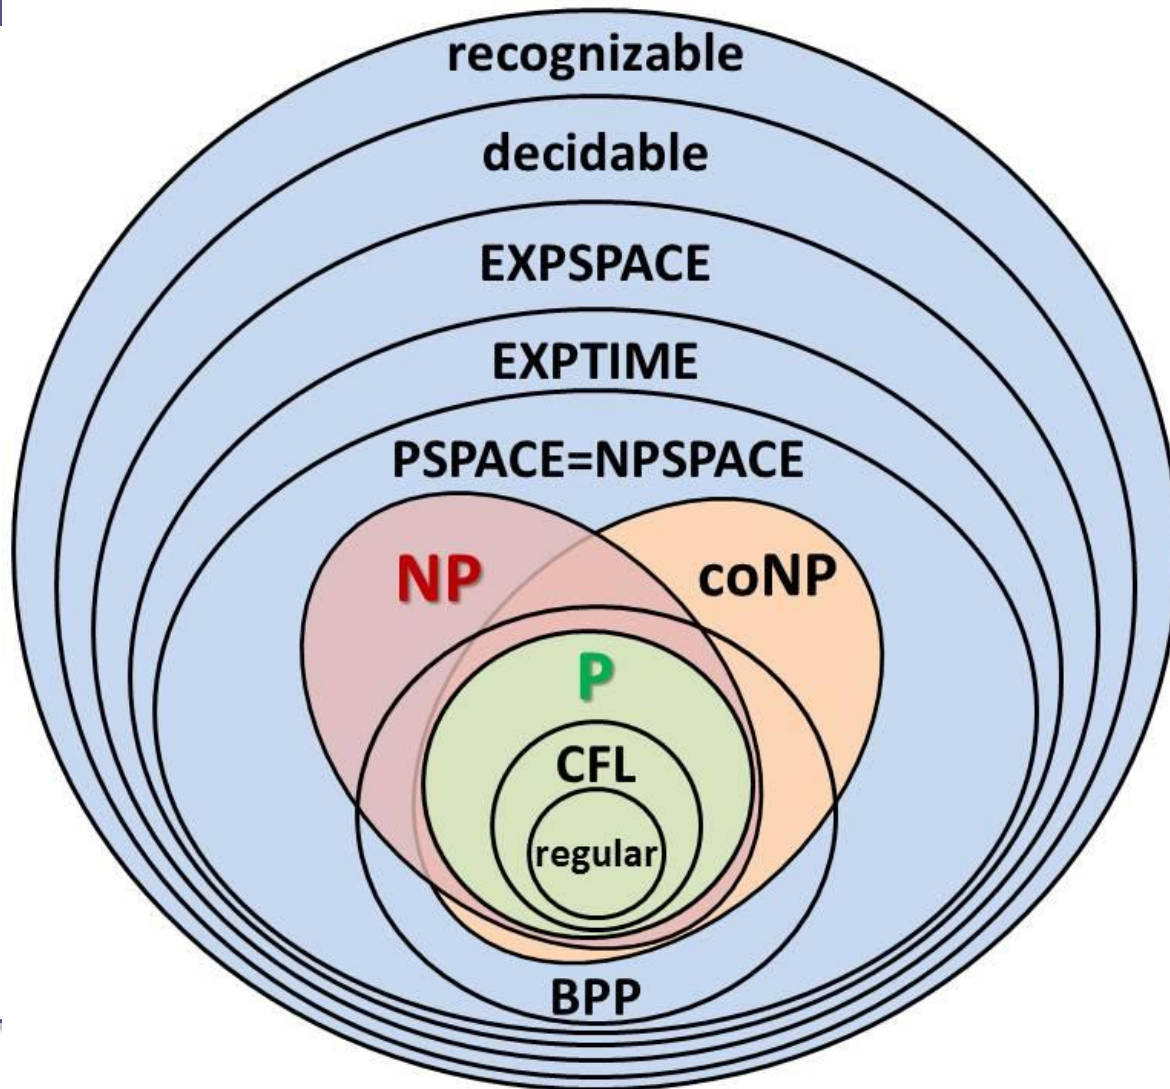 recognizable
decidable
EXPSPACE
EXPTIME
PSPACE=NPSPACE
NP coNP
P
CFL
regular
BPP